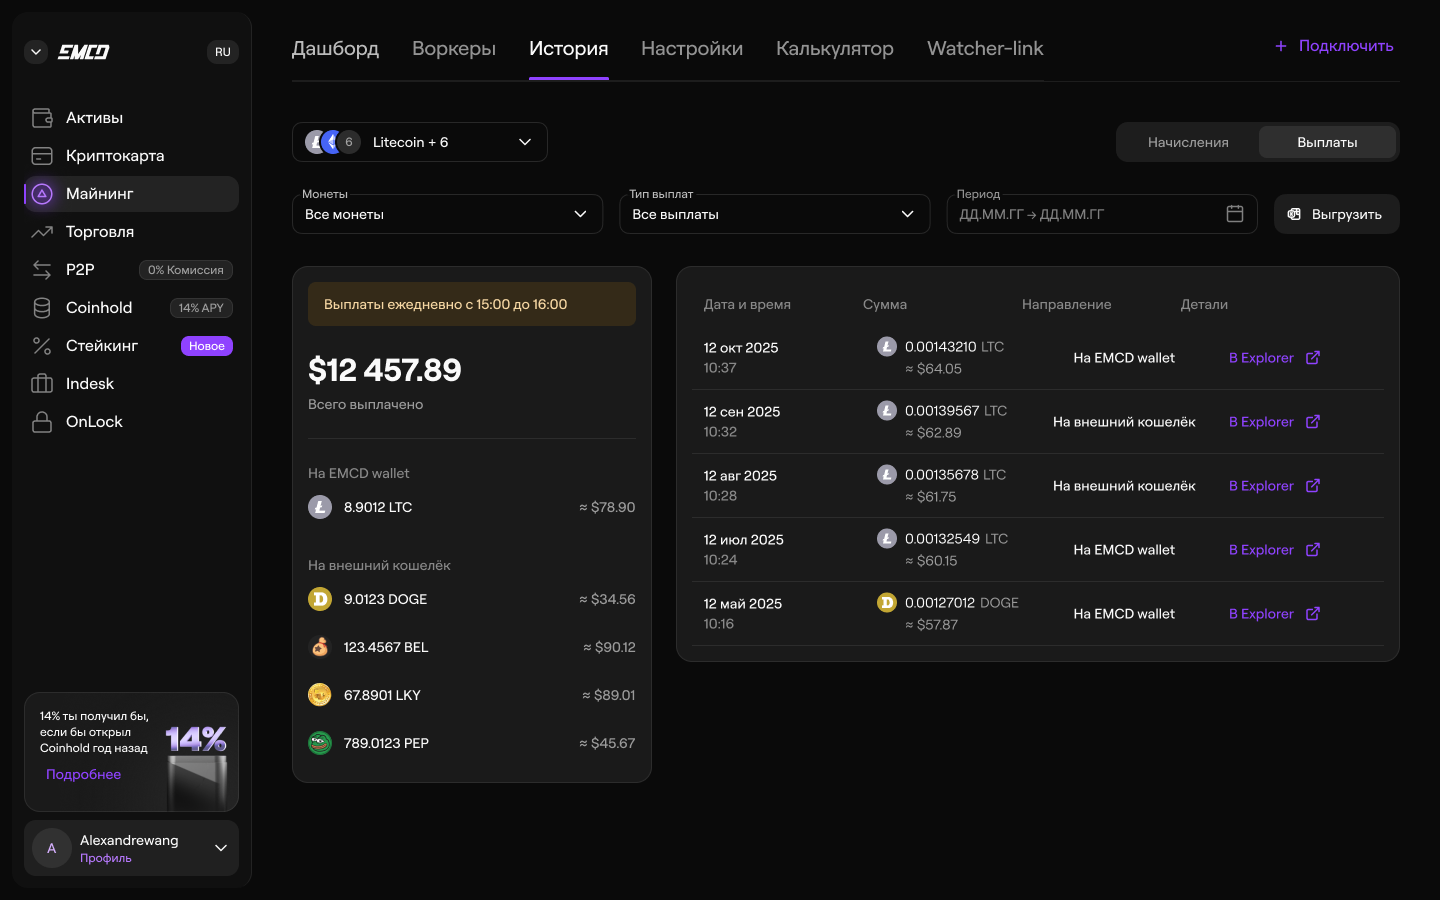 EMCD
RU
Активы
Криптокарта
Майнинг
Торговля
P2P
0% Комиссия
Coinhold
14% APY
Стейкинг
Новое
Indesk
OnLock
14% ты получил бы,
если бы открыл
Coinhold год назад
14%
Подробнее
A
Alexandrewang
Профиль
Дашборд
Воркеры
История
Настройки
Калькулятор
Watcher-link
+ Подключить
6
Litecoin + 6
Начисления
Выплаты
Монеты
Все монеты
Тип выплат
Все выплаты
Период
ДД.ММ.ГГ → ДД.ММ.ГГ
Выгрузить
Выплаты ежедневно с 15:00 до 16:00
$12 457.89
Всего выплачено
На EMCD wallet
8.9012 LTC ≈ $78.90
На внешний кошелёк
9.0123 DOGE ≈ $34.56
123.4567 BEL ≈ $90.12
67.8901 LKY ≈ $89.01
789.0123 PEP ≈ $45.67
Дата и время Сумма Направление Детали
12 окт 2025 0.00143210 LTC На EMCD wallet В Explorer
10:37 ≈ $64.05
12 сен 2025 0.00139567 LTC На внешний кошелёк В Explorer
10:32 ≈ $62.89
12 авг 2025 0.00135678 LTC На внешний кошелёк В Explorer
10:28 ≈ $61.75
12 июл 2025 0.00132549 LTC На EMCD wallet В Explorer
10:24 ≈ $60.15
12 май 2025 0.00127012 DOGE На EMCD wallet В Explorer
10:16 ≈ $57.87